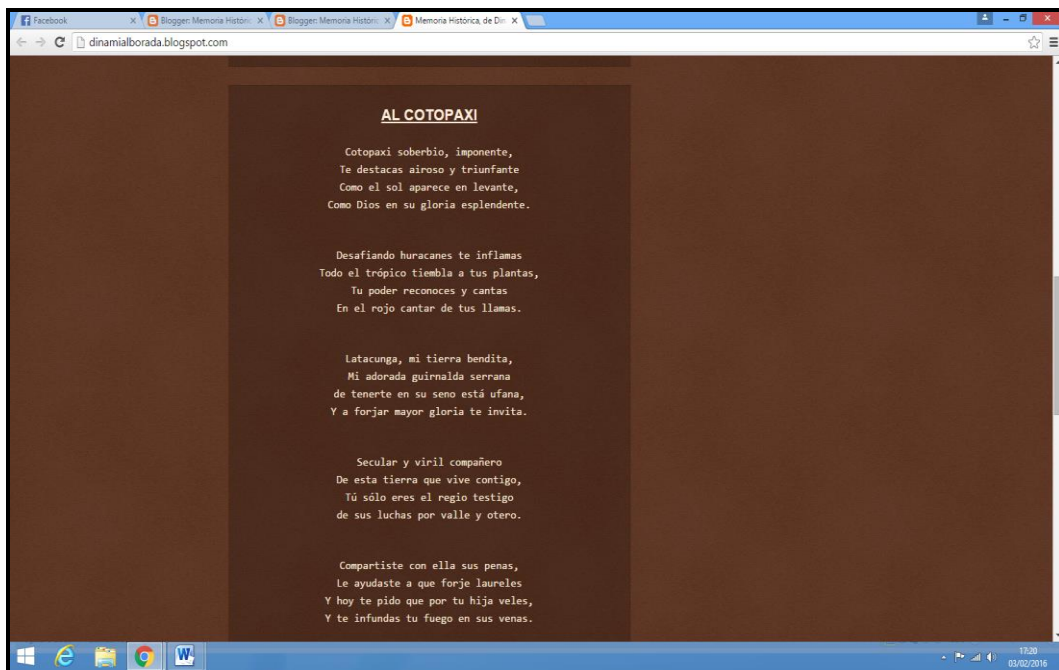 Facebook
Blogger: Memoria Históric
Blogger: Memoria Históric
Memoria Histórica, de Din
dinamialborada.blogspot.com
AL COTOPAXI
Cotopaxi soberbio, imponente,
Te destacas airoso y triunfante
Como el sol aparece en levante,
Como Dios en su gloria esplendente.
Desafiando huracanes te inflamas
Todo el trópico tiembla a tus plantas,
Tu poder reconoces y cantas
En el rojo cantar de tus llamas.
Latacunga, mi tierra bendita,
Mi adorada guirnalda serrana
de tenerte en su seno está ufana,
Y a forjar mayor gloria te invita.
Secular y viril compañero
De esta tierra que vive contigo,
Tú sólo eres el regio testigo
de sus luchas por valle y otero.
Compartiste con ella sus penas,
Le ayudaste a que forje laureles
Y hoy te pido que por tu hija veles,
Y te infundas tu fuego en sus venas.
17:20
03/02/2016